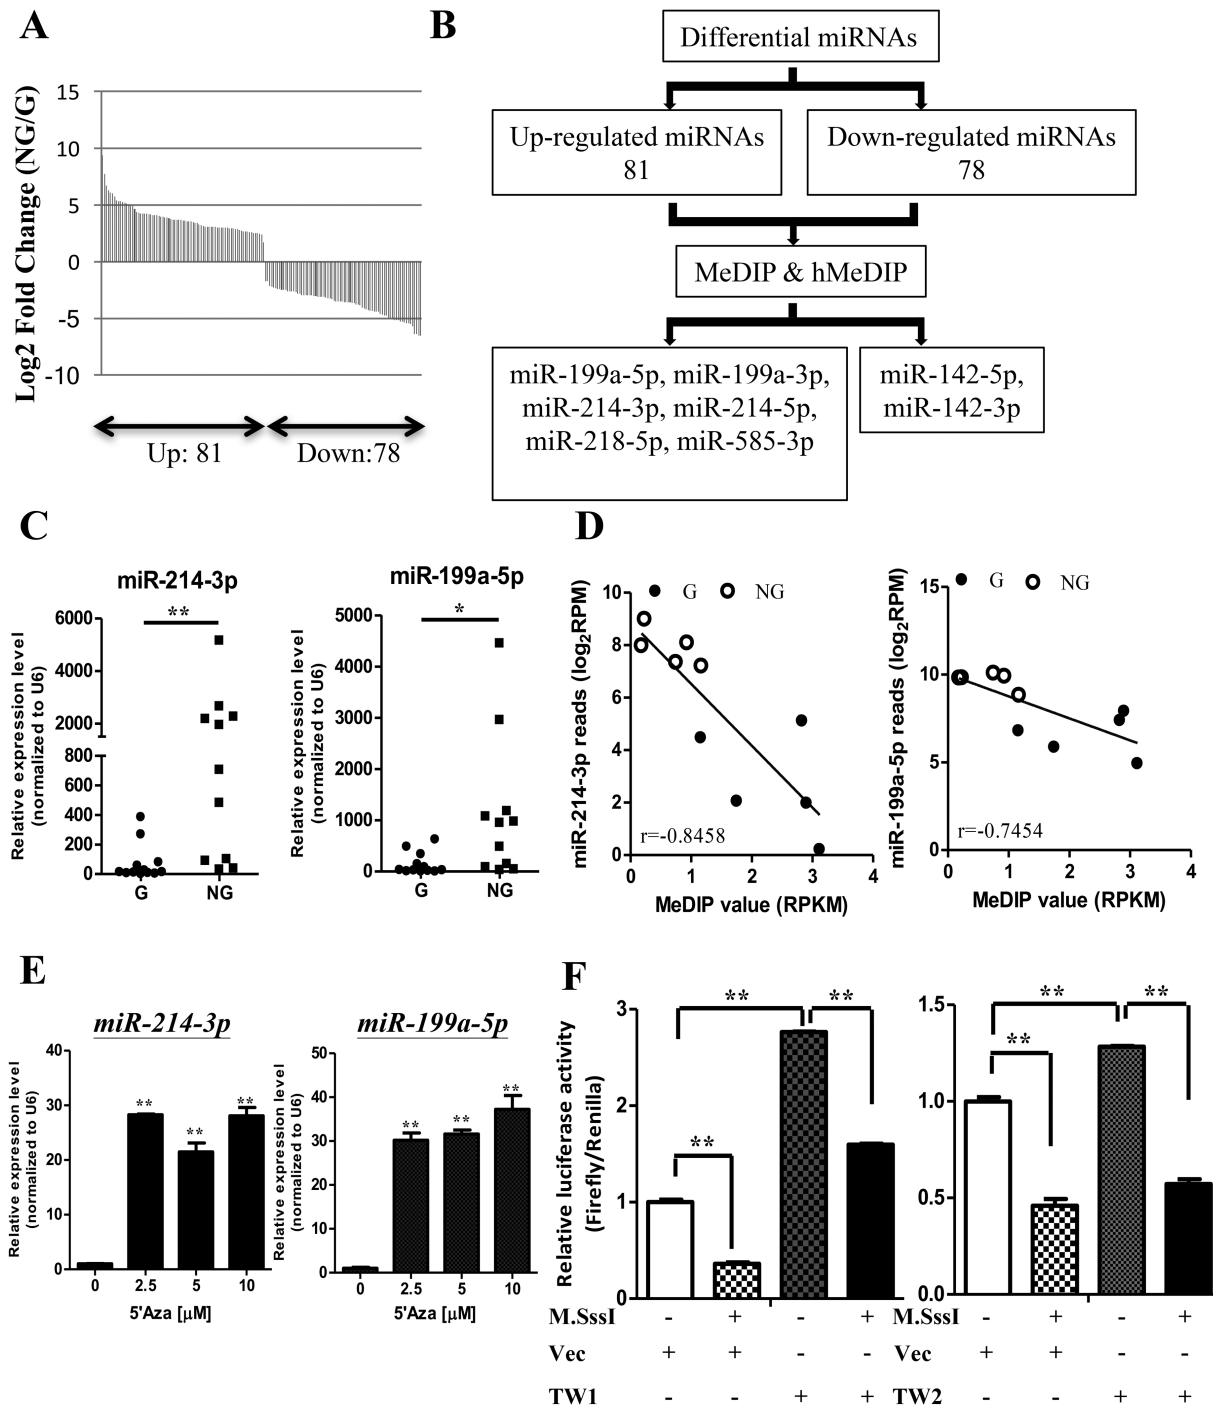 A
Log2 Fold Change (NG/G)
15
10
5
0
-5
-10
Up: 81
Down:78
B
Differential miRNAs
Up-regulated miRNAs
81
Down-regulated miRNAs
78
MeDIP & hMeDIP
miR-199a-5p, miR-199a-3p,
miR-214-3p, miR-214-5p,
miR-218-5p, miR-585-3p
miR-142-5p,
miR-142-3p
C
miR-214-3p
**
Relative expression level
(normalized to U6)
6000
4000
2000
800
600
400
200
0
G NG
miR-199a-5p
*
Relative expression level
(normalized to U6)
5000
4000
3000
2000
1000
0
G NG
D
G NG
miR-214-3p reads (log2RPM)
10
8
6
4
2
0
r=-0.8458
0 1 2 3 4
MeDIP value (RPKM)
G NG
miR-199a-5p reads (log2RPM)
15
10
5
0
r=-0.7454
0 1 2 3 4
MeDIP value (RPKM)
E
miR-214-3p
Relative expression level
(normalized to U6)
40
30
20
10
0
** ** **
0 2.5 5 10
5'Aza [µM]
miR-199a-5p
Relative expression level
(normalized to U6)
50
40
30
20
10
0
** ** **
0 2.5 5 10
5'Aza [µM]
F
Relative luciferase activity
(Firefly/Renilla)
3
2
1
0
** **
**
M.SssI - + - +
Vec + + - -
TW1 - - + +
1.5
1.0
0.5
0.0
** **
**
M.SssI - + - +
Vec + + - -
TW2 - - + +